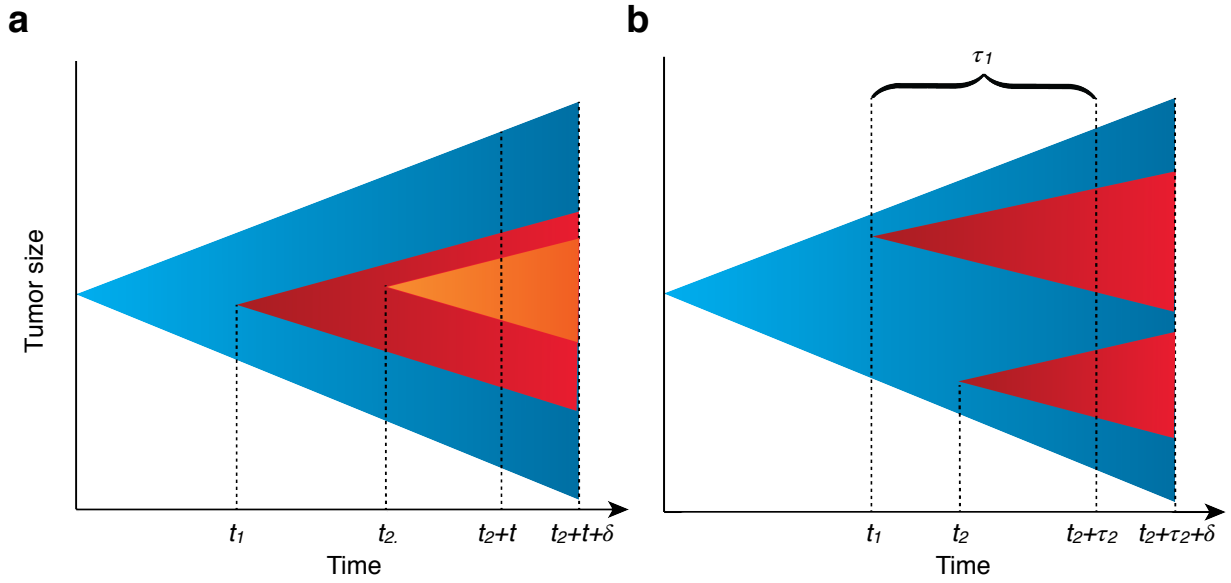 a
Tumor size
t1
t2.
t2+t
t2+t+δ
Time
b
τ1
t1
t2
t2+τ2
t2+τ2+δ
Time